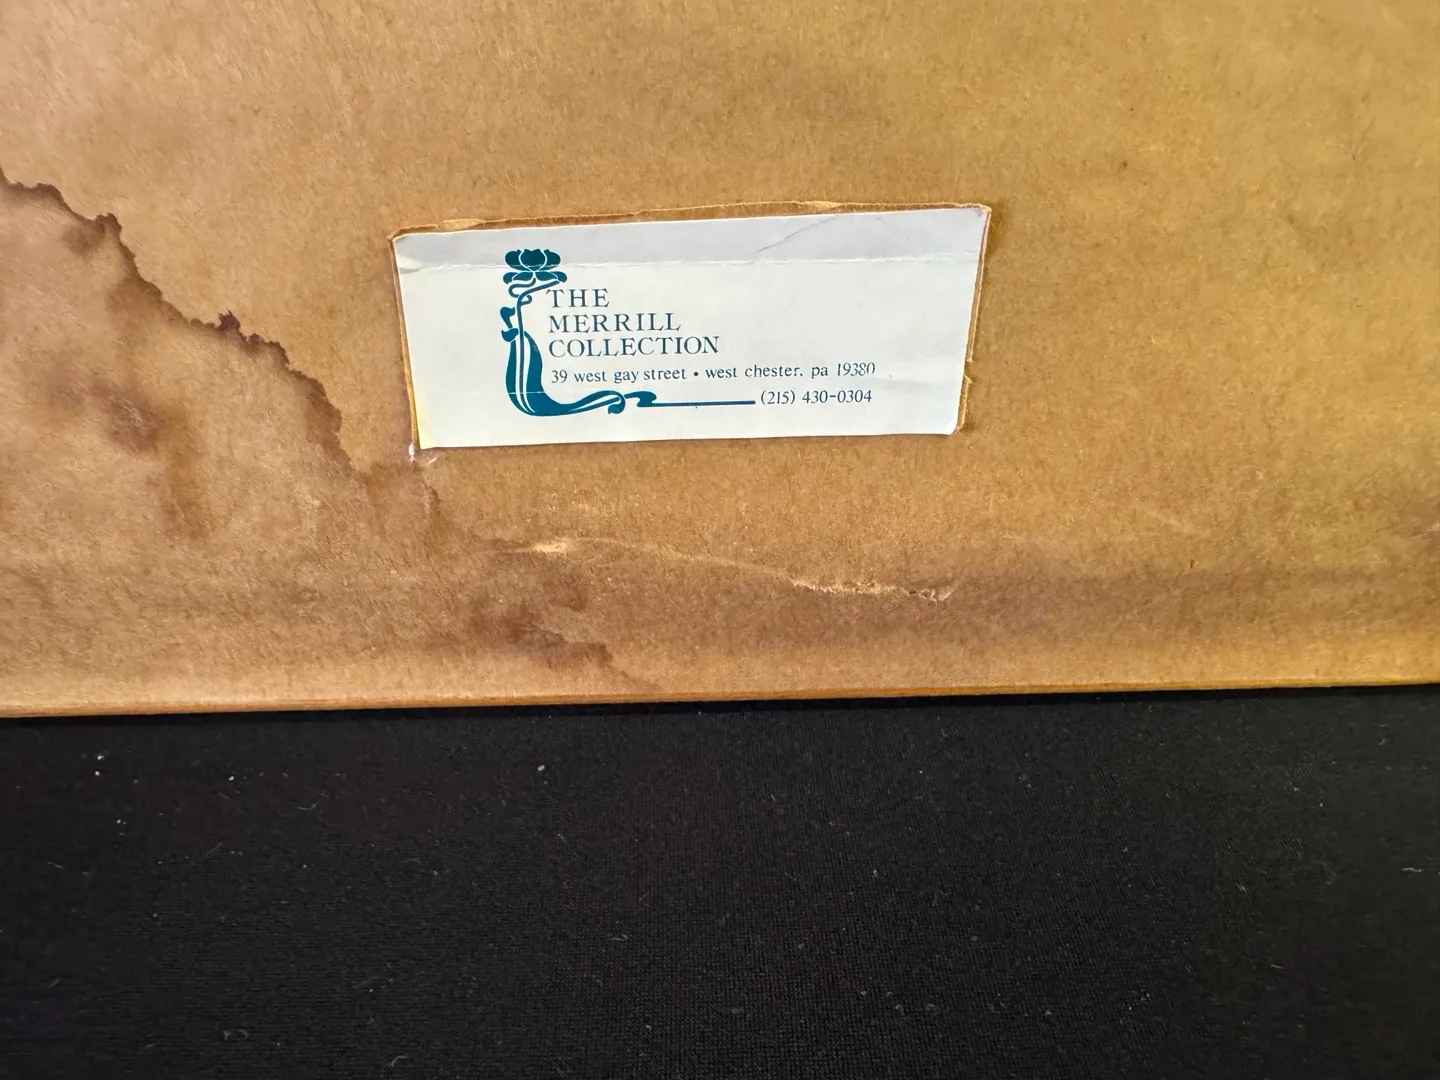 THE
MERRILL
COLLECTION
39 west gay street • west chester, pa 19380
(215) 430-0304